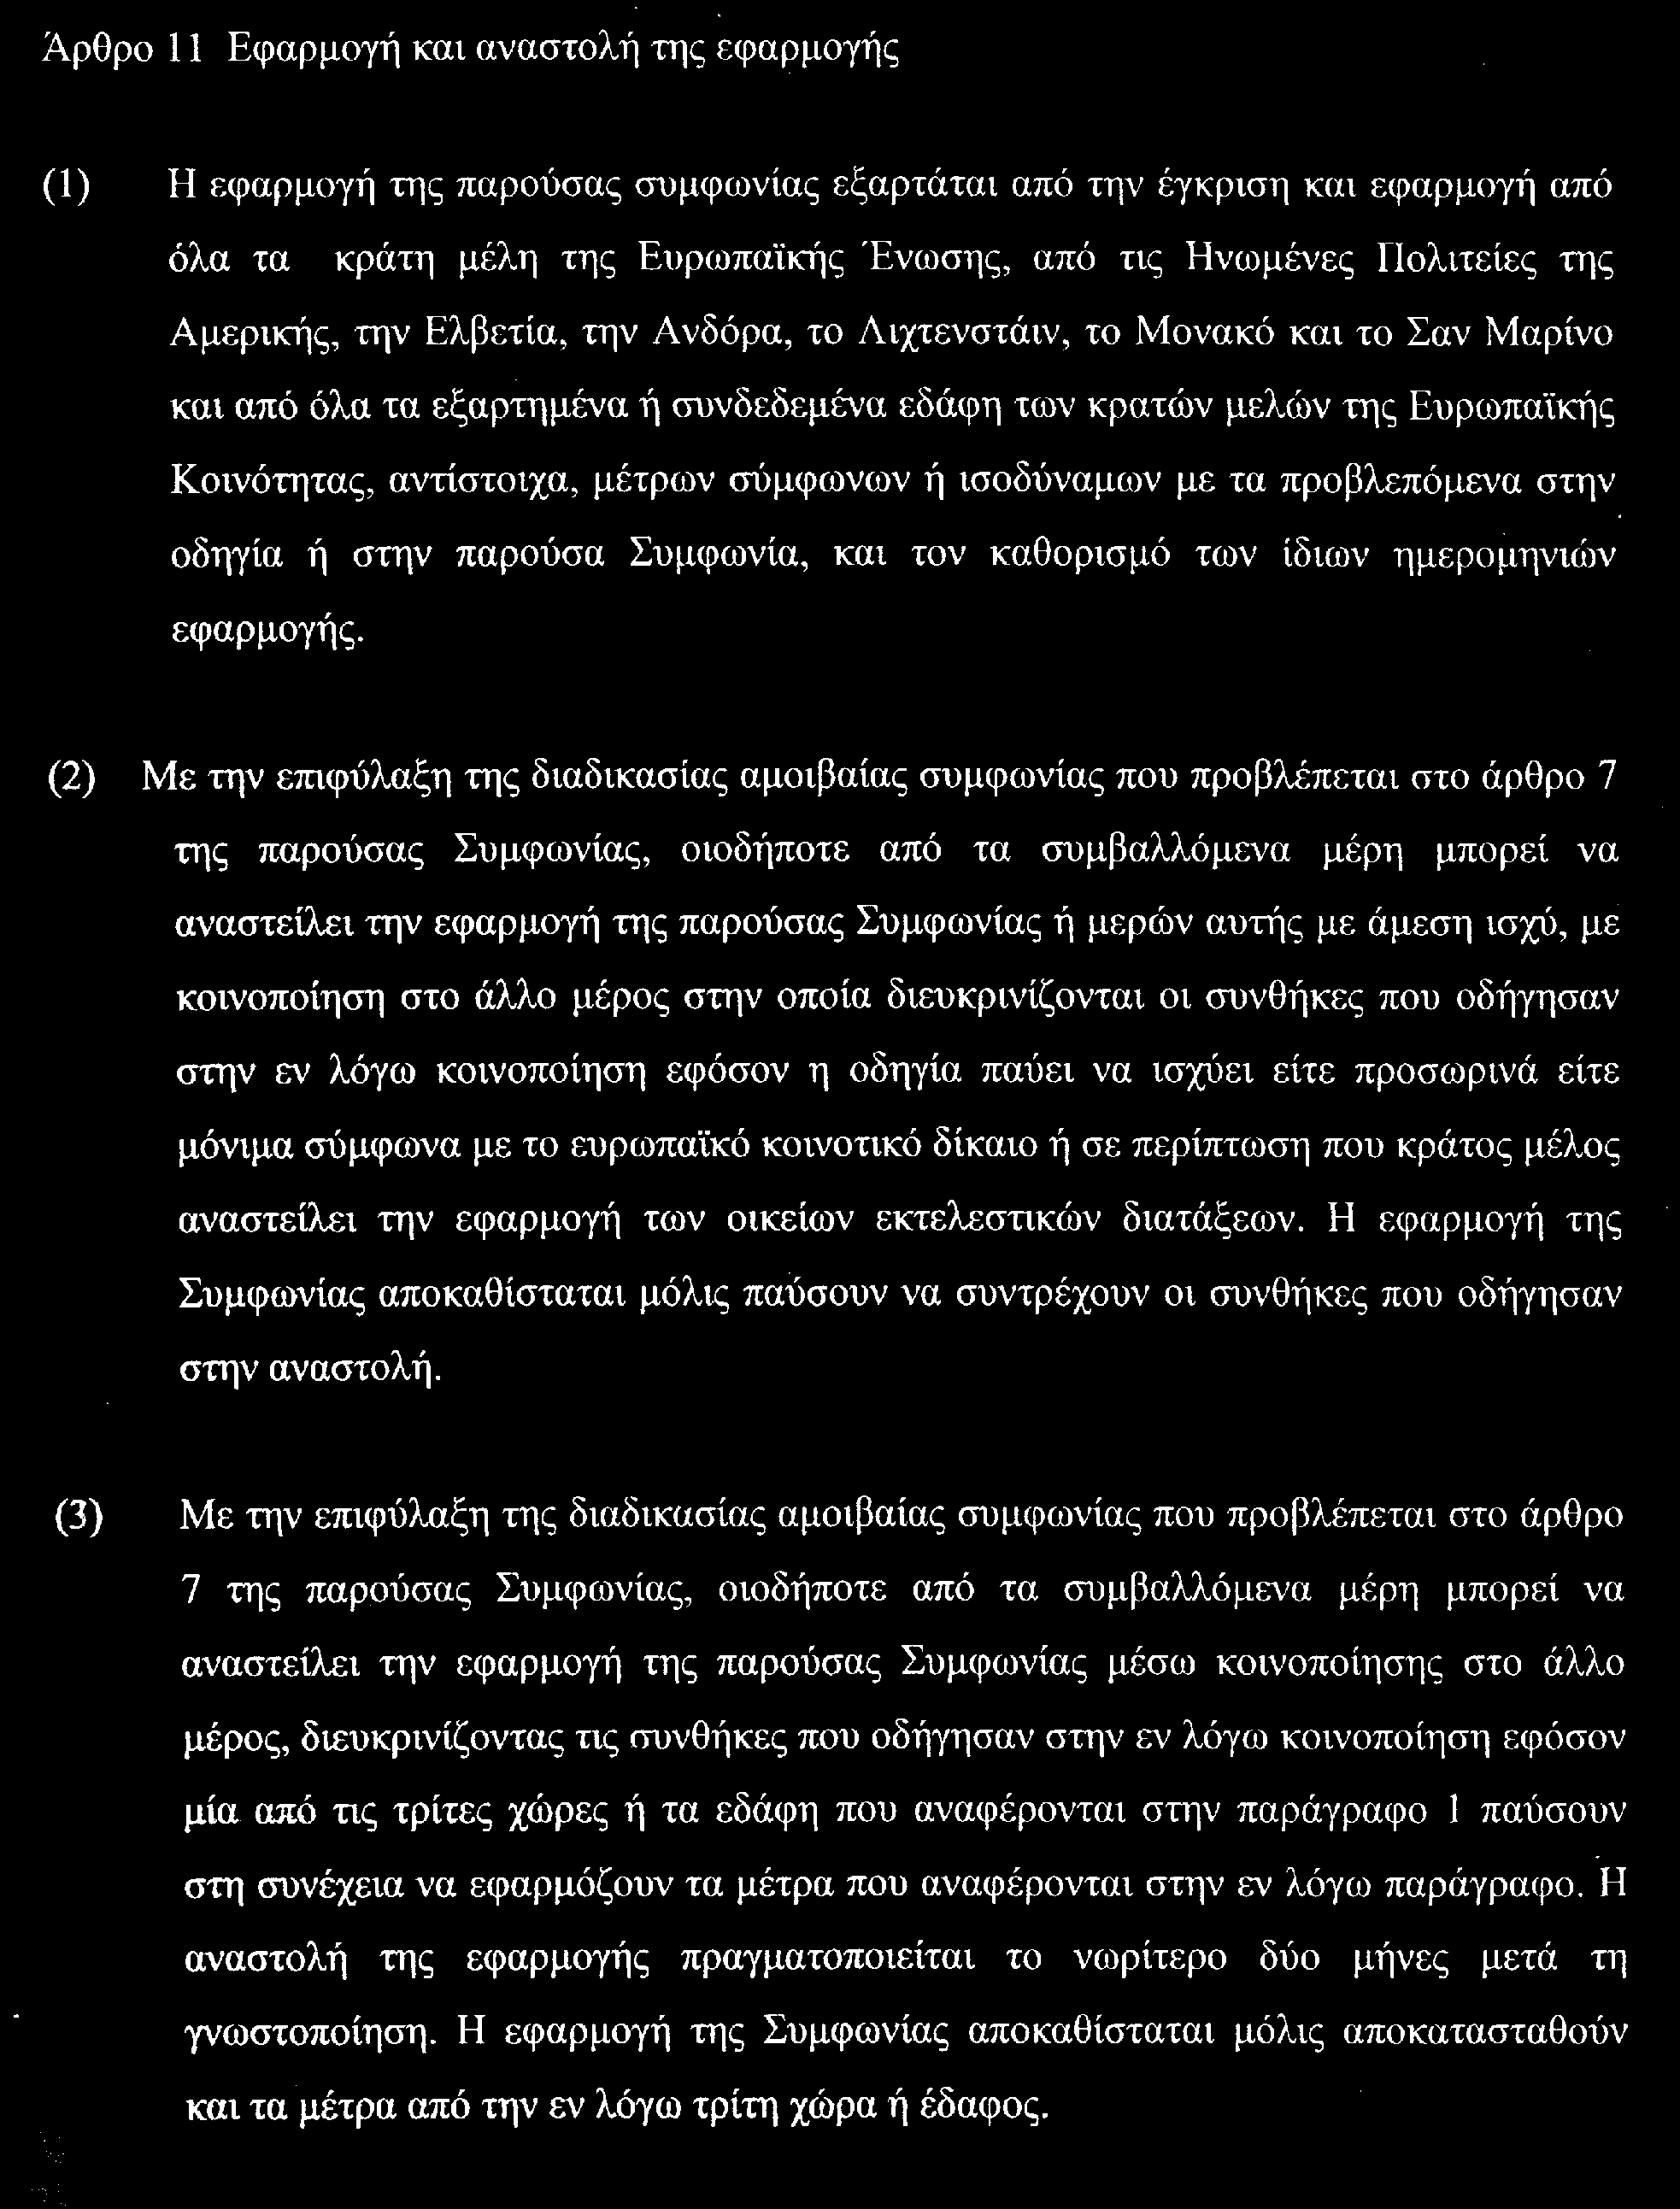 Άρθρο 11 Εφαρμογή και αναστολή της εφαρμογής
(1) Η εφαρμογή της παρούσας συμφωνίας εξαρτάται από την έγκριση και εφαρμογή από
όλα τα κράτη μέλη της Ευρωπαϊκής Ένωσης, από τις Ηνωμένες Πολιτείες της
Αμερικής, την Ελβετία, την Ανδόρα, το Λιχτενστάιν, το Μονακό και το Σαν Μαρίνο
και από όλα τα εξαρτημένα ή συνδεδεμένα εδάφη των κρατών μελών της Ευρωπαϊκής
Κοινότητας, αντίστοιχα, μέτρων σύμφωνων ή ισοδύναμων με τα προβλεπόμενα στην
οδηγία ή στην παρούσα Συμφωνία, και τον καθορισμό των ίδιων ημερομηνιών
εφαρμογής.
(2) Με την επιφύλαξη της διαδικασίας αμοιβαίας συμφωνίας που προβλέπεται στο άρθρο 7
της παρούσας Συμφωνίας, οιοδήποτε από τα συμβαλλόμενα μέρη μπορεί να
αναστείλει την εφαρμογή της παρούσας Συμφωνίας ή μερών αυτής με άμεση ισχύ, με
κοινοποίηση στο άλλο μέρος στην οποία διευκρινίζονται οι συνθήκες που οδήγησαν
στην εν λόγω κοινοποίηση εφόσον η οδηγία παύει να ισχύει είτε προσωρινά είτε
μόνιμα σύμφωνα με το ευρωπαϊκό κοινοτικό δίκαιο ή σε περίπτωση που κράτος μέλος
αναστείλει την εφαρμογή των οικείων εκτελεστικών διατάξεων. Η εφαρμογή της
Συμφωνίας αποκαθίσταται μόλις παύσουν να συντρέχουν οι συνθήκες που οδήγησαν
στην αναστολή.
(3) Με την επιφύλαξη της διαδικασίας αμοιβαίας συμφωνίας που προβλέπεται στο άρθρο
7 της παρούσας Συμφωνίας, οιοδήποτε από τα συμβαλλόμενα μέρη μπορεί να
αναστείλει την εφαρμογή της παρούσας Συμφωνίας μέσω κοινοποίησης στο άλλο
μέρος, διευκρινίζοντας τις συνθήκες που οδήγησαν στην εν λόγω κοινοποίηση εφόσον
μία από τις τρίτες χώρες ή τα εδάφη που αναφέρονται στην παράγραφο 1 παύσουν
στη συνέχεια να εφαρμόζουν τα μέτρα που αναφέρονται στην εν λόγω παράγραφο. Η
αναστολή της εφαρμογής πραγματοποιείται το νωρίτερο δύο μήνες μετά τη
γνωστοποίηση. Η εφαρμογή της Συμφωνίας αποκαθίσταται μόλις αποκατασταθούν
και τα μέτρα από την εν λόγω τρίτη χώρα ή έδαφος.